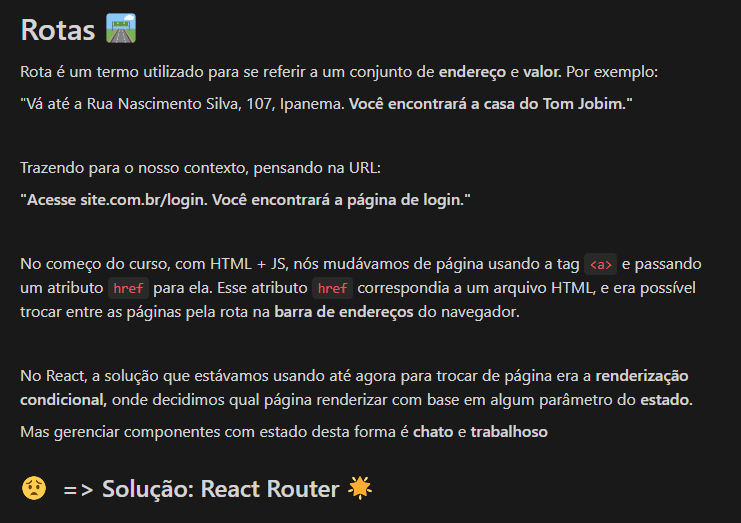 Rotas 🛣️
Rota é um termo utilizado para se referir a um conjunto de endereço e valor. Por exemplo:
"Vá até a Rua Nascimento Silva, 107, Ipanema. Você encontrará a casa do Tom Jobim."
Trazendo para o nosso contexto, pensando na URL:
"Acesse site.com.br/login. Você encontrará a página de login."
No começo do curso, com HTML + JS, nós mudávamos de página usando a tag <a> e passando
um atributo href para ela. Esse atributo href correspondia a um arquivo HTML, e era possível
trocar entre as páginas pela rota na barra de endereços do navegador.
No React, a solução que estávamos usando até agora para trocar de página era a renderização
condicional, onde decidimos qual página renderizar com base em algum parâmetro do estado.
Mas gerenciar componentes com estado desta forma é chato e trabalhoso
😟 => Solução: React Router 🌟